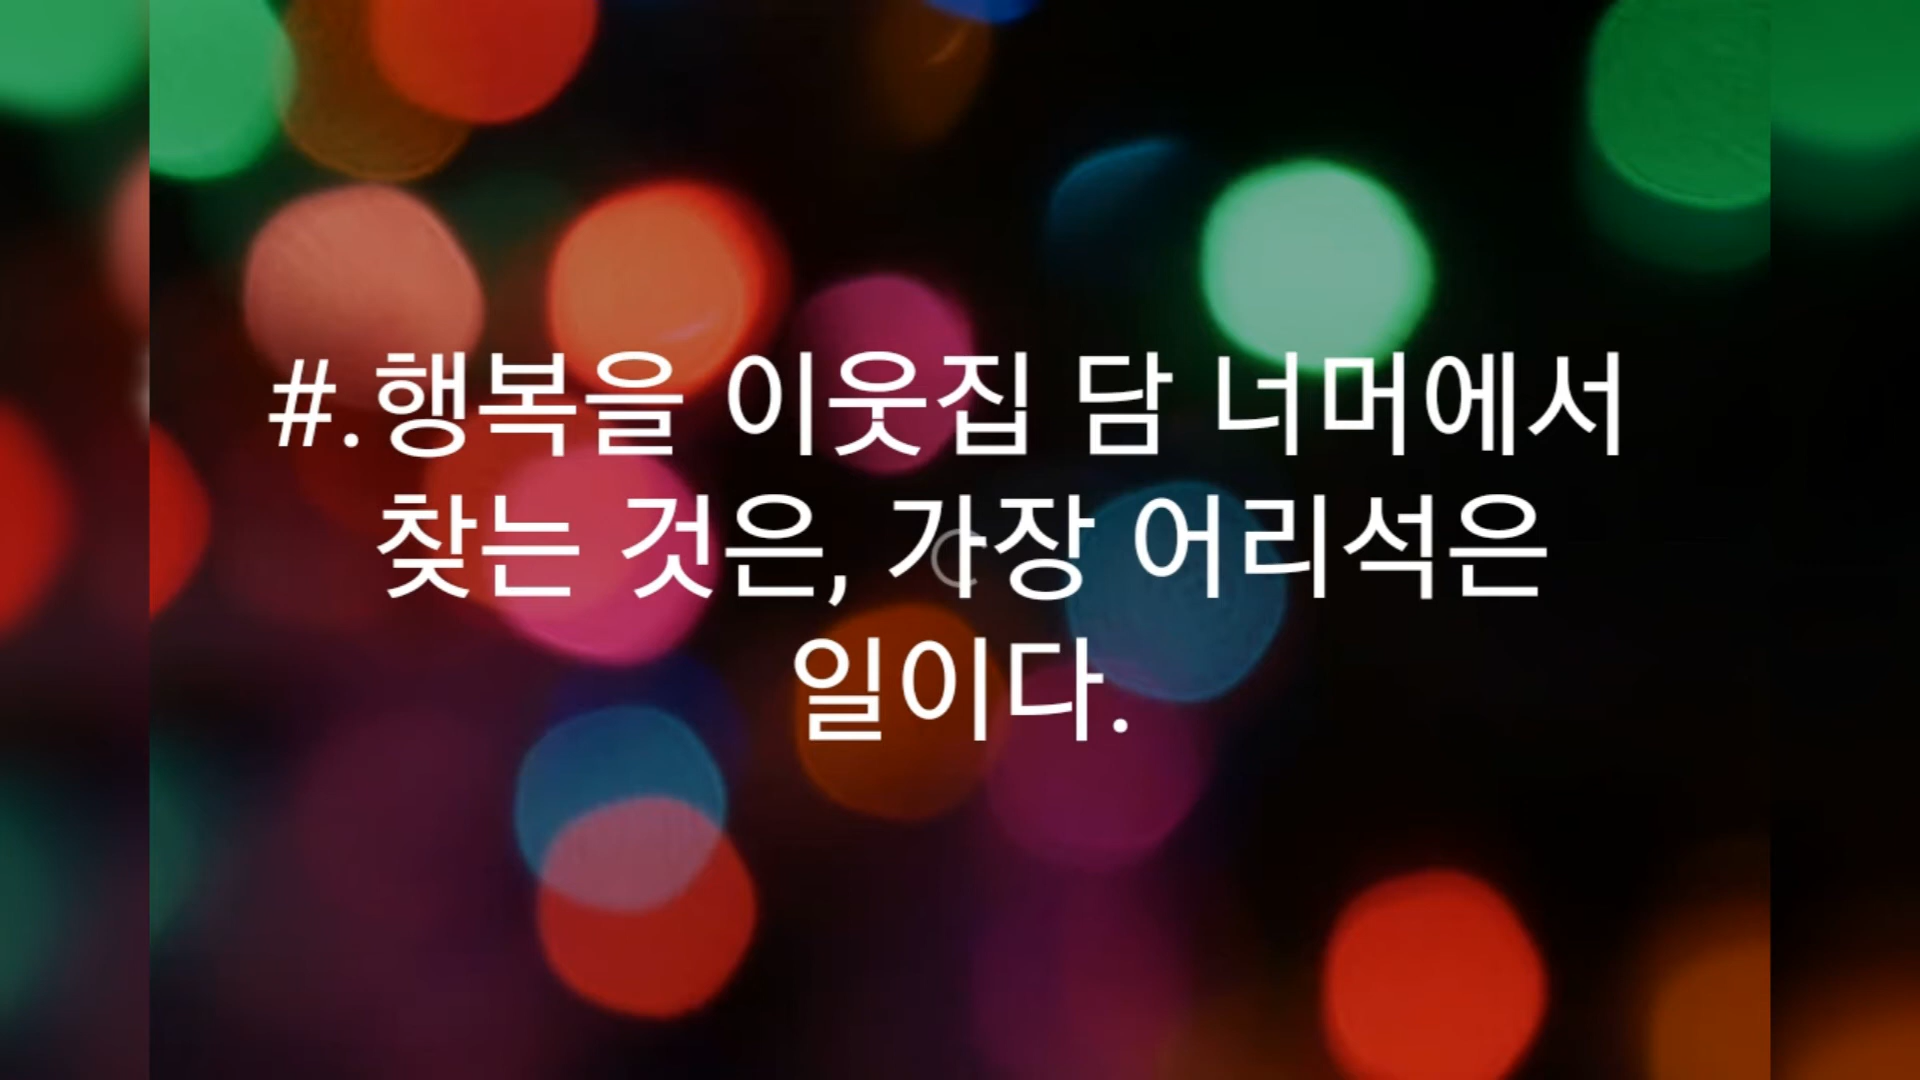 #.행복을 이웃집 담 너머에서
찾는 것은, 가장 어리석은
일이다.